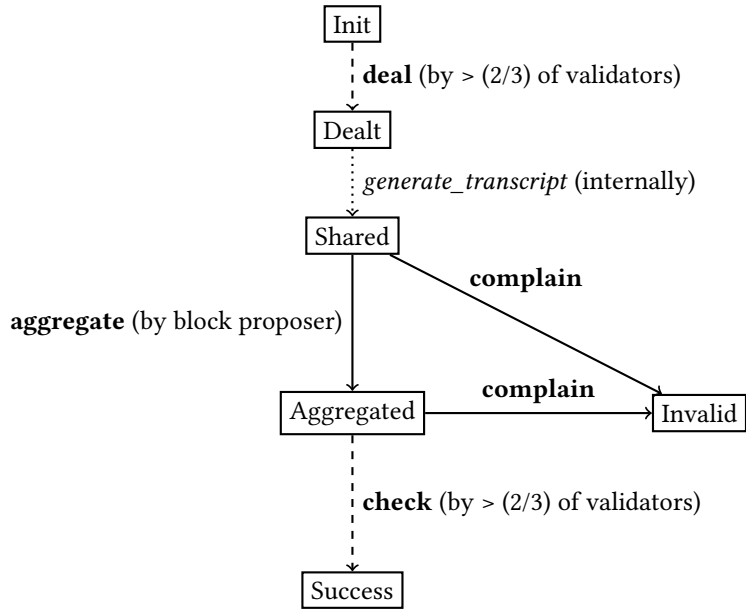 Init
deal (by > (2/3) of validators)
Dealt
generate_transcript (internally)
Shared
complain
aggregate (by block proposer)
complain
Aggregated
Invalid
check (by > (2/3) of validators)
Success